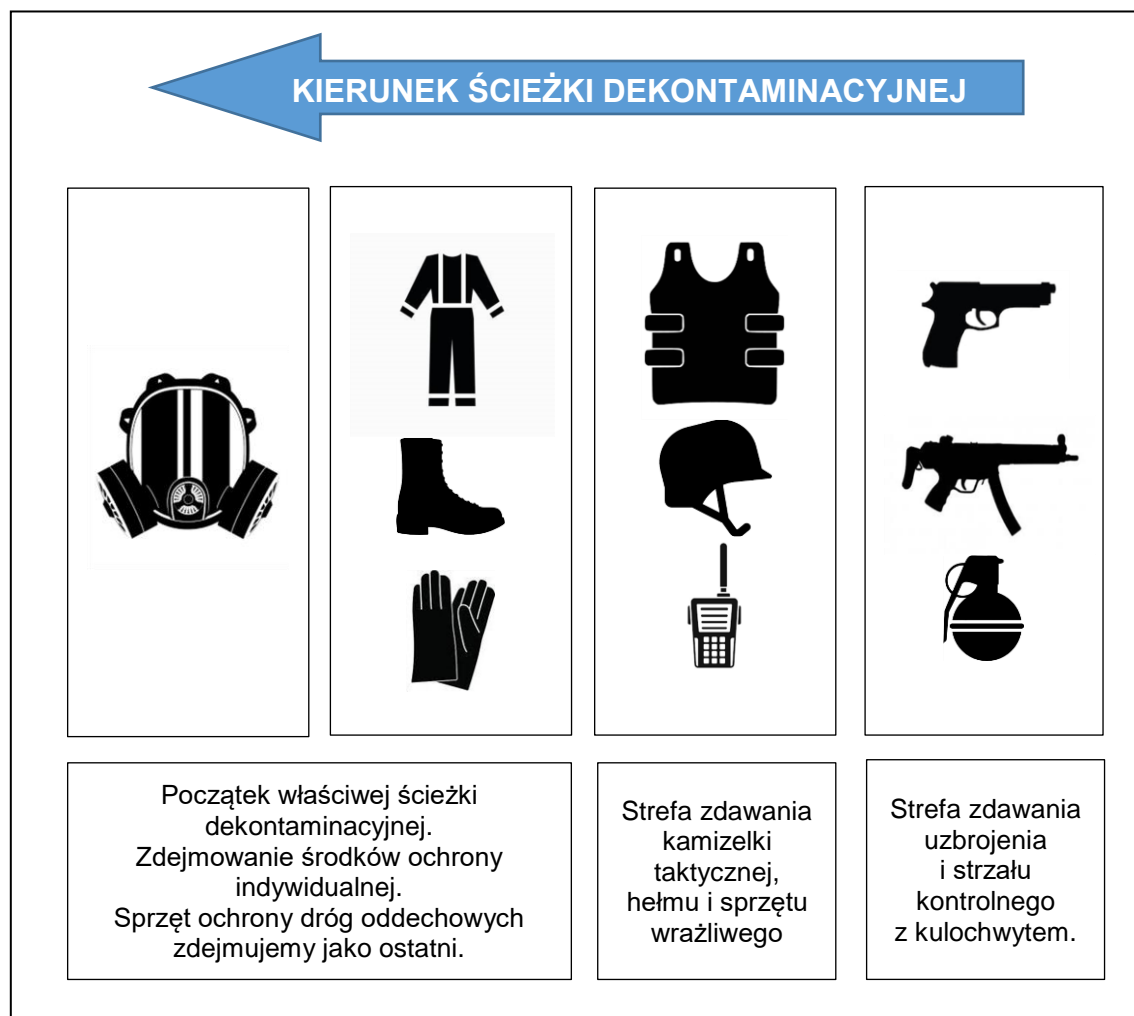 KIERUNEK ŚCIEŻKI DEKONTAMINACYJNEJ
Początek właściwej ścieżki
dekontaminacyjnej.
Zdejmowanie środków ochrony
indywidualnej.
Sprzęt ochrony dróg oddechowych
zdejmujemy jako ostatni.
Strefa zdawania
kamizelki
taktycznej,
hełmu i sprzętu
wrażliwego
Strefa zdawania
uzbrojenia
i strzału
kontrolnego
z kulochwytem.